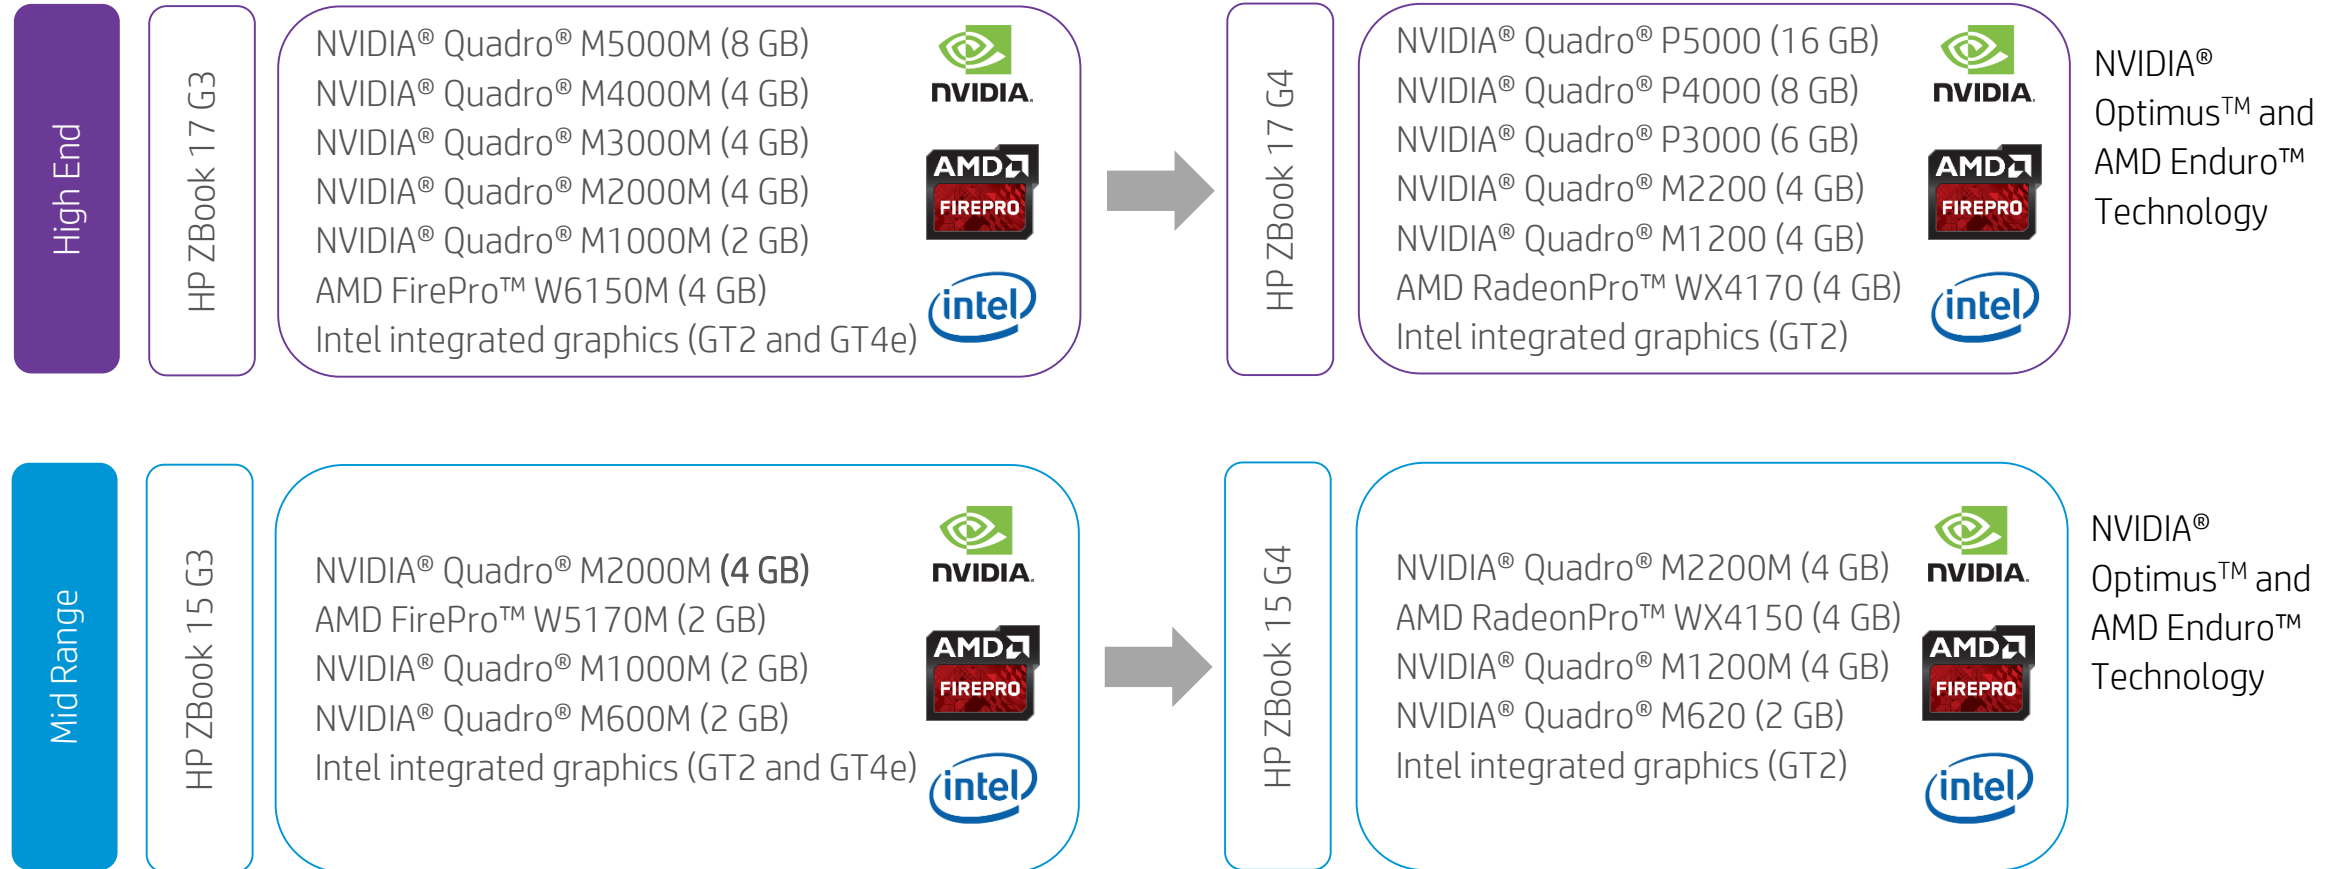 High End
HP ZBook 17 G3
NVIDIA® Quadro® M5000M (8 GB)
NVIDIA® Quadro® M4000M (4 GB)
NVIDIA® Quadro® M3000M (4 GB)
NVIDIA® Quadro® M2000M (4 GB)
NVIDIA® Quadro® M1000M (2 GB)
AMD FirePro™ W6150M (4 GB)
Intel integrated graphics (GT2 and GT4e)
NVIDIA.
AMD
FIREPRO
intel
HP ZBook 17 G4
NVIDIA® Quadro® P5000 (16 GB)
NVIDIA® Quadro® P4000 (8 GB)
NVIDIA® Quadro® P3000 (6 GB)
NVIDIA® Quadro® M2200 (4 GB)
NVIDIA® Quadro® M1200 (4 GB)
AMD RadeonPro™ WX4170 (4 GB)
Intel integrated graphics (GT2)
NVIDIA.
AMD
FIREPRO
intel
NVIDIA®
Optimus™ and
AMD Enduro™
Technology
Mid Range
HP ZBook 15 G3
NVIDIA® Quadro® M2000M (4 GB)
AMD FirePro™ W5170M (2 GB)
NVIDIA® Quadro® M1000M (2 GB)
NVIDIA® Quadro® M600M (2 GB)
Intel integrated graphics (GT2 and GT4e)
NVIDIA.
AMD
FIREPRO
intel
HP ZBook 15 G4
NVIDIA® Quadro® M2200M (4 GB)
AMD RadeonPro™ WX4150 (4 GB)
NVIDIA® Quadro® M1200M (4 GB)
NVIDIA® Quadro® M620 (2 GB)
Intel integrated graphics (GT2)
NVIDIA.
AMD
FIREPRO
intel
NVIDIA®
Optimus™ and
AMD Enduro™
Technology